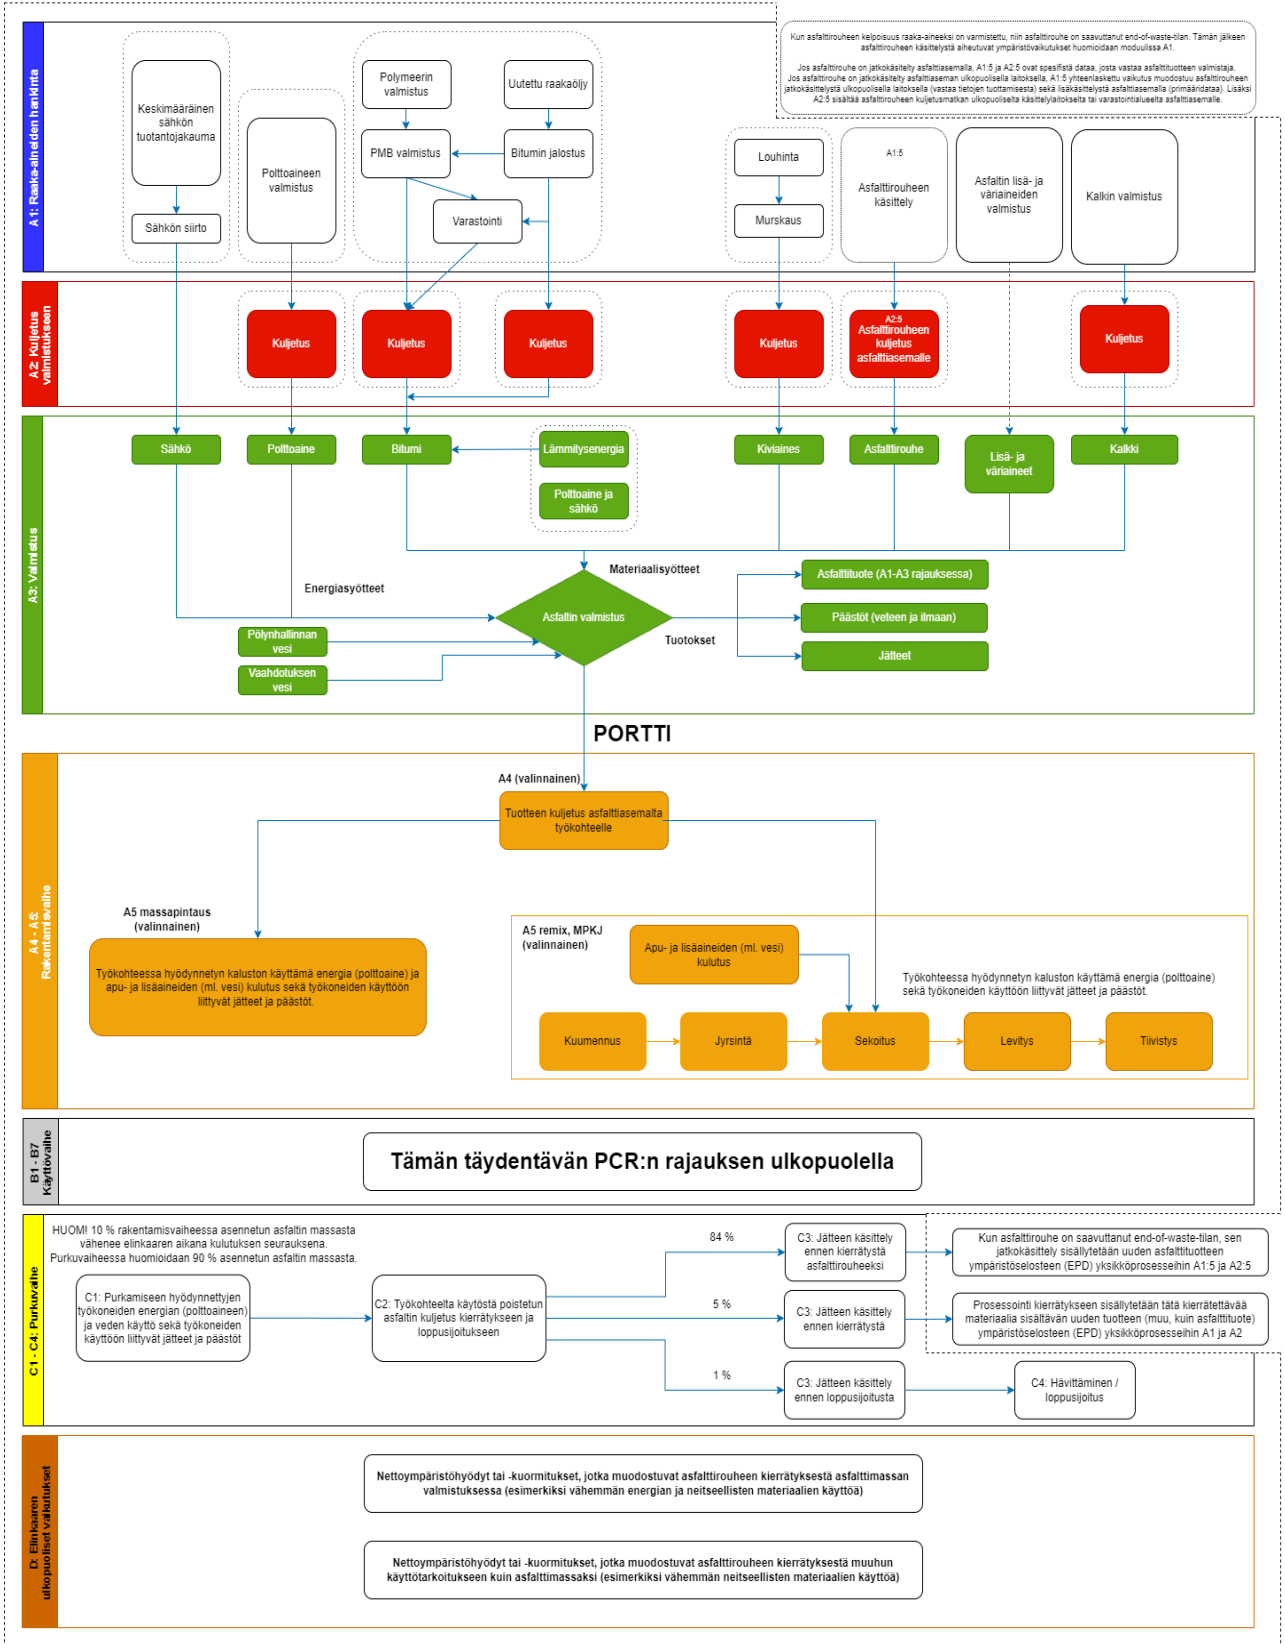 Kun asfalttirouheen kelpoisuus raaka-aineeksi on varmistettu, niin asfalttirouhe on saavuttanut end-of-waste-tilan. Tämän jälkeen
asfalttirouheen käsittelystä aiheutuvat ympäristövaikutukset huomioidaan moduulissa A1.
Jos asfalttirouhe on jatkokäsitelty asfalttiasemalla, A1:5 ja A2:5 ovat spesifistä dataa, josta vastaa asfalttituotteen valmistaja.
Jos asfalttirouhe on jatkokäsitelty asfalttiaseman ulkopuolisella laitoksella, A1:5 yhteenlaskettu vaikutus muodostuu asfalttirouheen
jatkokäsittelystä ulkopuolisella laitoksella (vastaa tietojen tuottamisesta) sekä lisäkäsittelystä asfalttiasemalla (primääridataa). Lisäksi
A2:5 sisältää asfalttirouheen kuljetusmatkan ulkopuoliselta käsittelylaitokselta tai varastointialueelta asfalttiasemalle.
A1: Raaka-aineiden hankinta
Keskimääräinen
sähkön
tuotantojakauma
Sähkön siirto
Polttoaineen
valmistus
Polymeerin
valmistus
Uutettu raakaöljy
PMB valmistus
Bitumin jalostus
Varastointi
Louhinta
Murskaus
A1:5
Asfalttirouheen
käsittely
Asfaltin lisä- ja
väriaineiden
valmistus
Kalkin valmistus
A2: Kuljetus
valmistukseen
Kuljetus
Kuljetus
Kuljetus
Kuljetus
A2:5
Asfalttirouheen
kuljetus
asfalttiasemalle
Kuljetus
A3: Valmistus
Sähkö
Polttoaine
Bitumi
Lämmitysenergia
Polttoaine ja
sähkö
Kiviaines
Asfalttirouhe
Lisä- ja
väriaineet
Kalkki
Energiasyötteet
Materiaalisyötteet
Asfaltin valmistus
Tuotokset
Asfalttituote (A1-A3 rajauksessa)
Päästöt (veteen ja ilmaan)
Jätteet
Pölynhallinnan
vesi
Vaahdotuksen
vesi
PORTTI
A4 - A5:
Rakentamisvaihe
A4 (valinnainen)
Tuotteen kuljetus asfalttiasemalta
työkohteelle
A5 massapintaus
(valinnainen)
Työkohteessa hyödynnetyn kaluston käyttämä energia (polttoaine) ja
apu- ja lisäaineiden (ml. vesi) kulutus sekä työkoneiden käyttöön
liittyvät jätteet ja päästöt.
A5 remix, MPKJ
(valinnainen)
Apu- ja lisäaineiden (ml. vesi)
kulutus
Työkohteessa hyödynnetyn kaluston käyttämä energia (polttoaine)
sekä työkoneiden käyttöön liittyvät jätteet ja päästöt.
Kuumennus
Jyrsintä
Sekoitus
Levitys
Tiivistys
B1 - B7
Käyttövaihe
Tämän täydentävän PCR:n rajauksen ulkopuolella
C1 - C4: Purkuvaihe
HUOM! 10 % rakentamisvaiheessa asennetun asfaltin massasta
vähenee elinkaaren aikana kulutuksen seurauksena.
Purkuvaiheessa huomioidaan 90 % asennetun asfaltin massasta.
C1: Purkamiseen hyödynnettyjen
työkoneiden energian (polttoaineen)
ja veden käyttö sekä työkoneiden
käyttöön liittyvät jätteet ja päästöt
C2: Työkohteelta käytöstä poistetun
asfaltin kuljetus kierrätykseen ja
loppusijoitukseen
84 %
C3: Jätteen käsittely
ennen kierrätystä
asfalttirouheeksi
Kun asfalttirouhe on saavuttanut end-of-waste-tilan, sen
jatkokäsittely sisällytetään uuden asfalttituotteen
ympäristöselosteen (EPD) yksikköprosesseihin A1:5 ja A2:5
5 %
C3: Jätteen käsittely
ennen kierrätystä
Prosessointi kierrätykseen sisällytetään tätä kierrätettävää
materiaalia sisältävän uuden tuotteen (muu, kuin asfalttituote)
ympäristöselosteen (EPD) yksikköprosesseihin A1 ja A2
1 %
C3: Jätteen käsittely
ennen loppusijoitusta
C4: Hävittäminen /
loppusijoitus
D: Elinkaaren
ulkopuoliset vaikutukset
Nettoympäristöhyödyt tai -kuormitukset, jotka muodostuvat asfalttirouheen kierrätyksestä asfalttimassan
valmistuksessa (esimerkiksi vähemmän energian ja neitseellisten materiaalien käyttöä)
Nettoympäristöhyödyt tai -kuormitukset, jotka muodostuvat asfalttirouheen kierrätyksestä muuhun
käyttötarkoitukseen kuin asfalttimassaksi (esimerkiksi vähemmän neitseellisten materiaalien käyttöä)